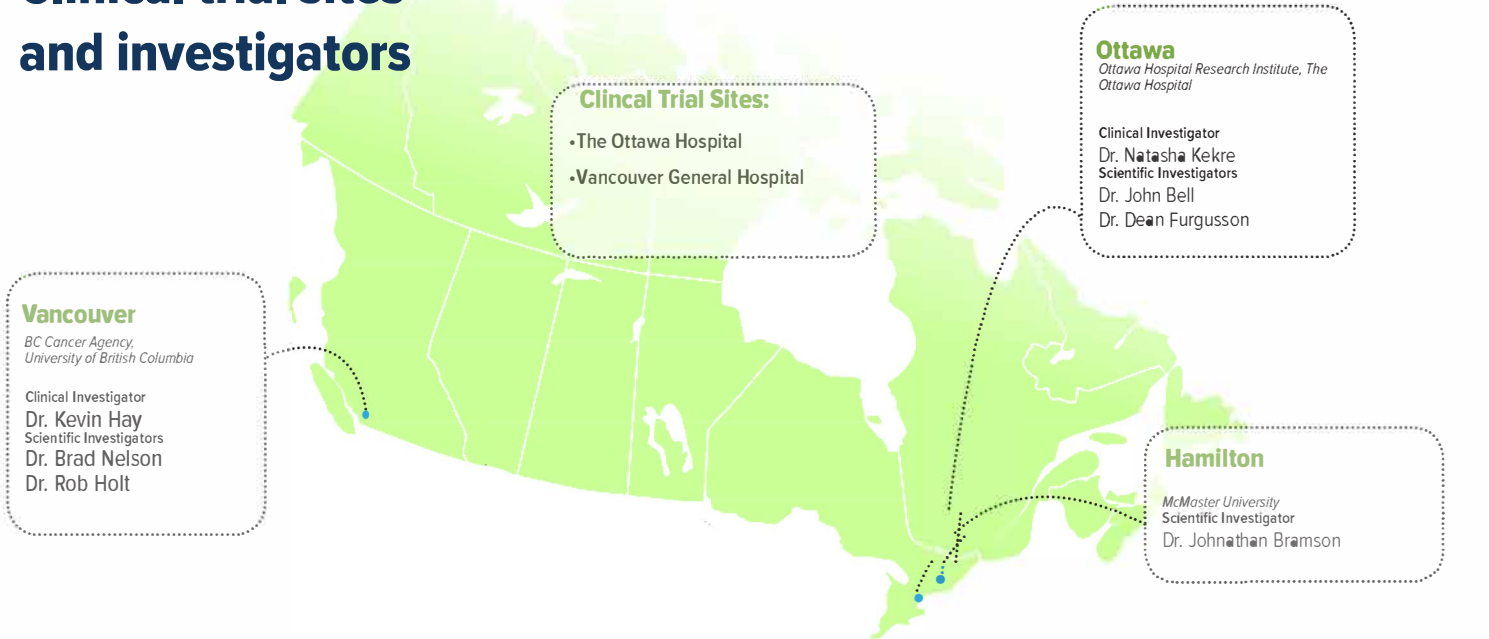 Clinical trial sites
and investigators
Clincal Trial Sites:
•The Ottawa Hospital
•Vancouver General Hospital
Ottawa
Ottawa Hospital Research Institute, The
Ottawa Hospital
Clinical Investigator
Dr. Natasha Kekre
Scientific Investigators
Dr. John Bell
Dr. Dean Furgusson
Vancouver
BC Cancer Agency,
University of British Columbia
Clinical Investigator
Dr. Kevin Hay
Scientific Investigators
Dr. Brad Nelson
Dr. Rob Holt
Hamilton
McMaster University
Scientific Investigator
Dr. Johnathan Bramson